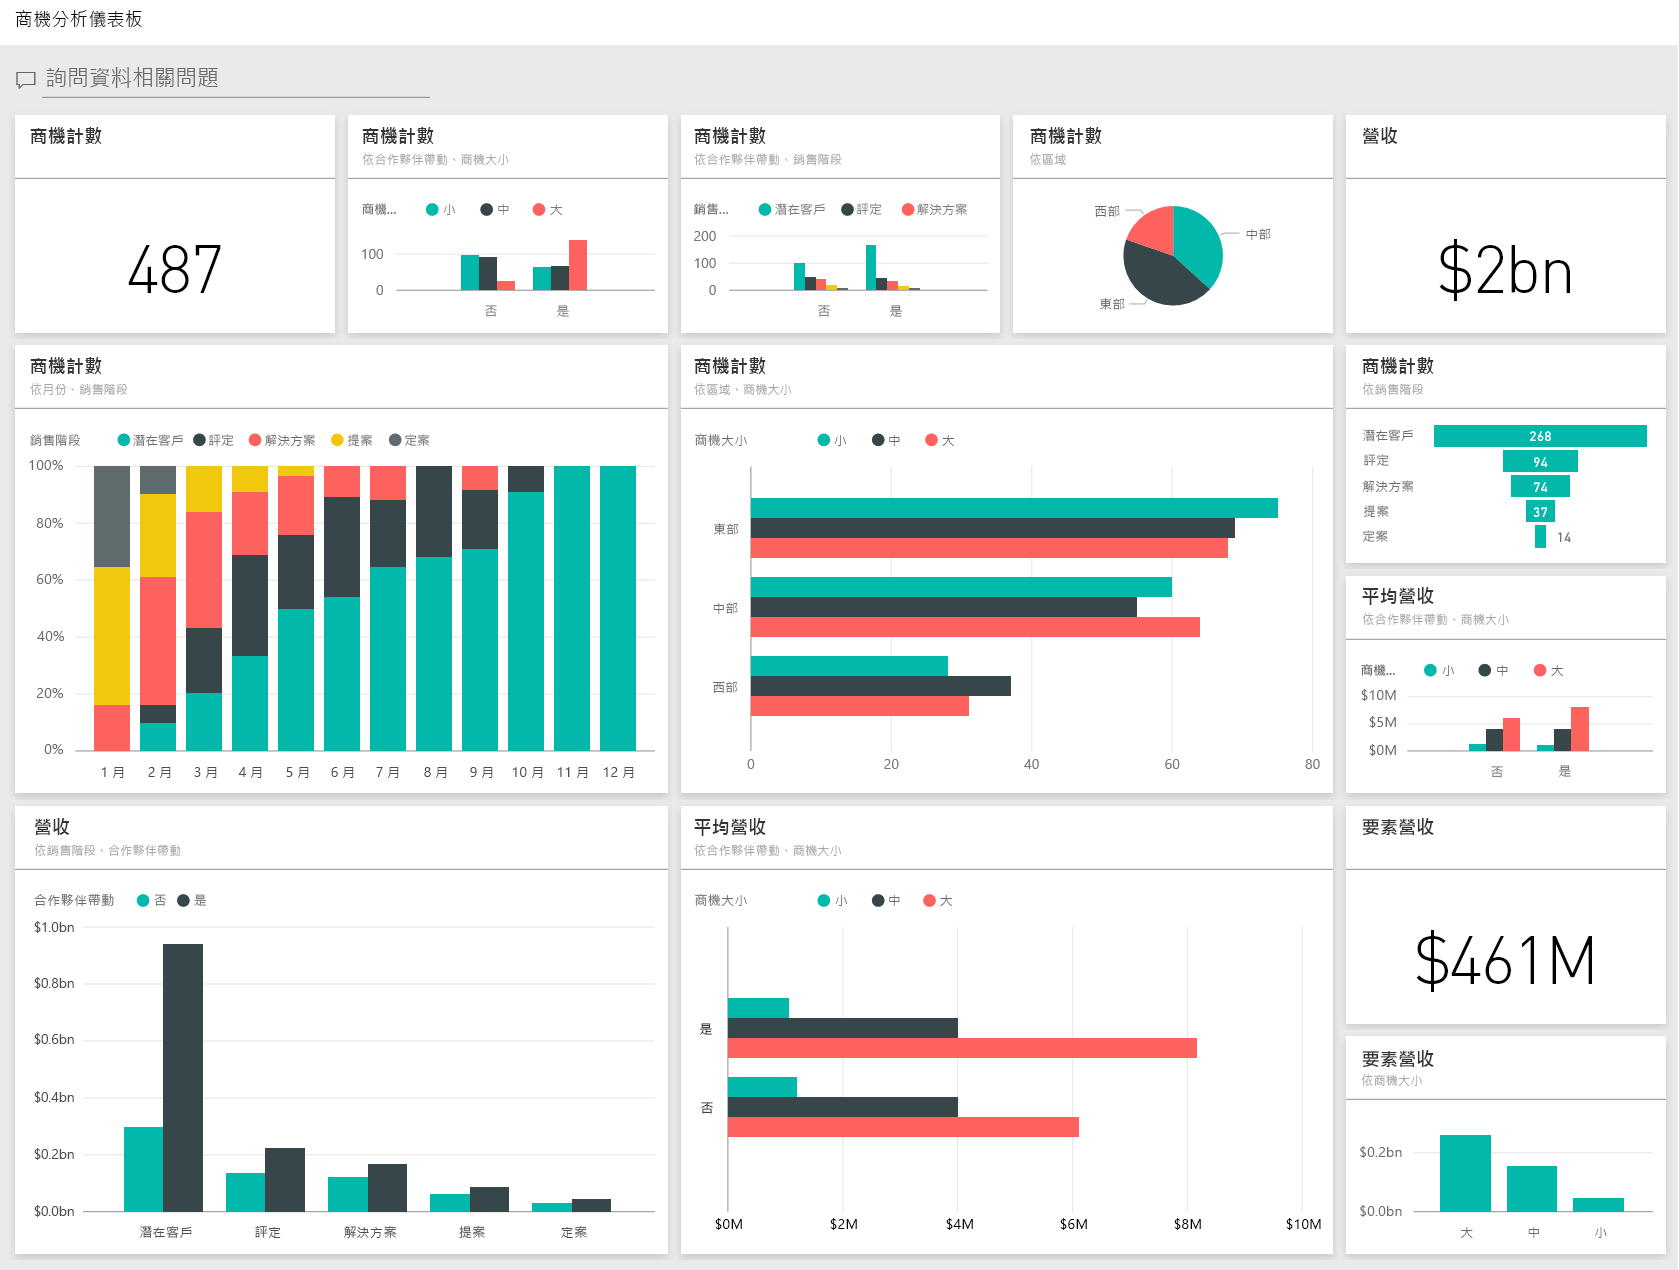 商機分析儀表板
詢問資料相關問題
商機計數
487
商機計數
依合作夥伴帶動、商機大小
商機... 小 中 大
100
0
否 是
商機計數
依合作夥伴帶動、銷售階段
銷售... 潛在客戶 評定 解決方案
200
100
0
否 是
商機計數
依區域
西部
中部
東部
營收
$2bn
商機計數
依月份、銷售階段
銷售階段 潛在客戶 評定 解決方案 提案 定案
100%
80%
60%
40%
20%
0%
1 月 2 月 3 月 4 月 5 月 6 月 7 月 8 月 9 月 10 月 11 月 12 月
商機計數
依區域、商機大小
商機大小 小 中 大
東部
中部
西部
0 20 40 60 80
商機計數
依銷售階段
潛在客戶 268
評定 94
解決方案 74
提案 37
定案 14
平均營收
依合作夥伴帶動、商機大小
商機... 小 中 大
$10M
$5M
$0M
否 是
營收
依銷售階段、合作夥伴帶動
合作夥伴帶動 否 是
$1.0bn
$0.8bn
$0.6bn
$0.4bn
$0.2bn
$0.0bn
潛在客戶 評定 解決方案 提案 定案
平均營收
依合作夥伴帶動、商機大小
商機大小 小 中 大
是
否
$0M $2M $4M $6M $8M $10M
要素營收
$461M
要素營收
依商機大小
$0.2bn
$0.0bn
大 中 小